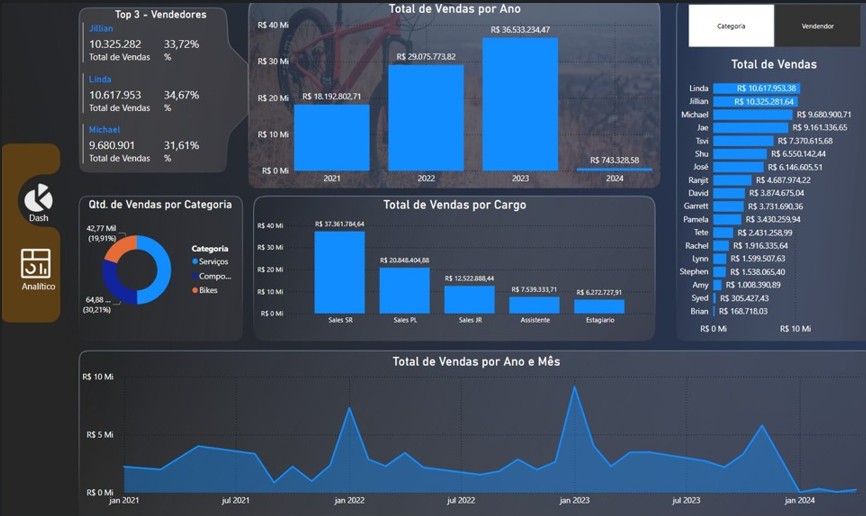 Top 3 - Vendedores
Jillian
10.325.282 33,72%
Total de Vendas %
Linda
10.617.953 34,67%
Total de Vendas %
Michael
9.680.901 31,61%
Total de Vendas %
Total de Vendas por Ano
R$ 40 Mi
R$ 30 Mi
R$ 20 Mi
R$ 10 Mi
R$ 0 Mi
R$ 18.192.802,71
R$ 29.075.773,82
R$ 36.533.234,47
R$ 743.328,58
2021 2022 2023 2024
Categoria Vendendor
Total de Vendas
Linda R$ 10.617.953,38
Jillian R$ 10.325.281,64
Michael R$ 9.680.900,71
Jae R$ 9.161.336,65
Tsvi R$ 7.370.615,68
Shu R$ 6.550.142,44
José R$ 6.146.605,51
Ranjit R$ 4.687.974,22
David R$ 3.874.675,04
Garrett R$ 3.731.690,36
Pamela R$ 3.430.259,94
Tete R$ 2.431.258,99
Rachel R$ 1.916.335,64
Lynn R$ 1.599.507,63
Stephen R$ 1.538.065,40
Amy R$ 1.008.390,89
Syed R$ 305.427,43
Brian R$ 168.718,03
R$ 0 Mi R$ 10 Mi
Dash
Analítico
Qtd. de Vendas por Categoria
42,77 Mil
(19,91%)
64,88 ...
(30,21%)
Categoria
Serviços
Compo...
Bikes
Total de Vendas por Cargo
R$ 40 Mi
R$ 30 Mi
R$ 20 Mi
R$ 10 Mi
R$ 0 Mi
R$ 37.361.784,64
R$ 20.848.404,88
R$ 12.522.888,44
R$ 7.539.333,71
R$ 6.272.727,91
Sales SR Sales PL Sales JR Assistente Estagiario
Total de Vendas por Ano e Mês
R$ 10 Mi
R$ 5 Mi
R$ 0 Mi
jan 2021 jul 2021 jan 2022 jul 2022 jan 2023 jul 2023 jan 2024